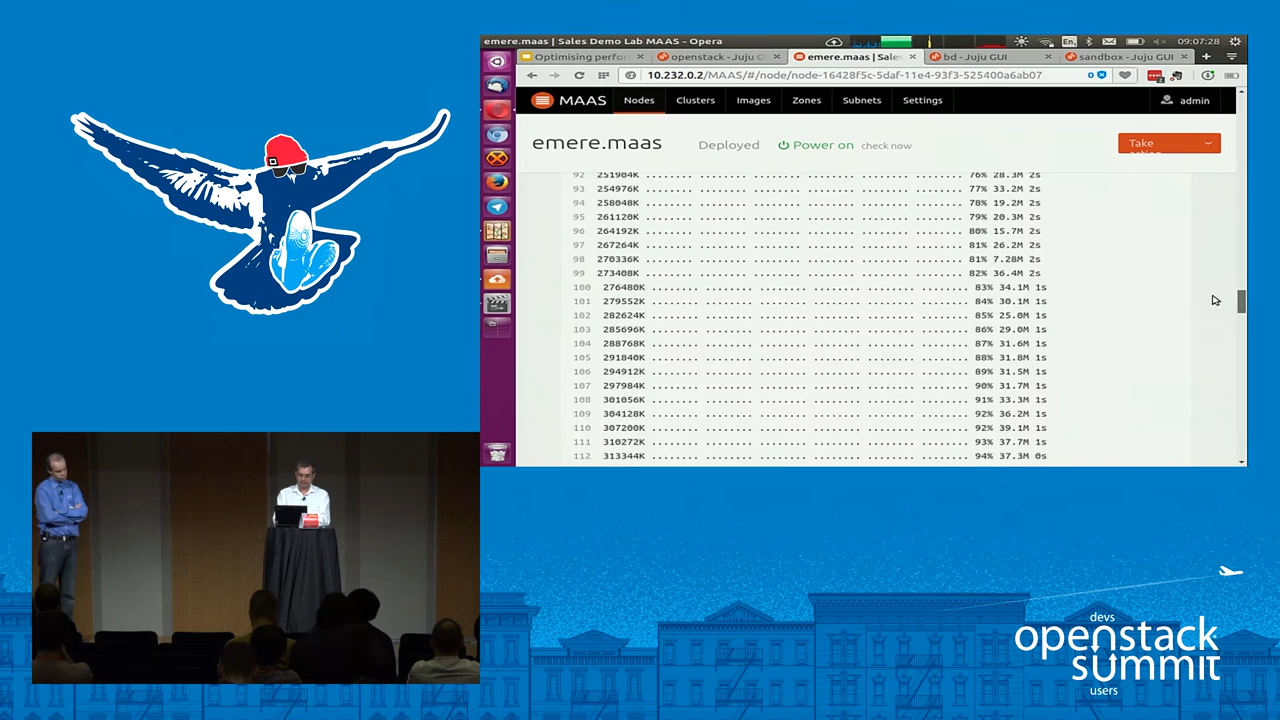 emere.maas | Sales Demo Lab MAAS - Opera
En
09:07:28
Optimising perfor
openstack - Juju G
emere.maas | Sales
bd - Juju GUI
sandbox - Juju GUI
10.232.0.2/MAAS/#/node/node-16428f5c-5daf-11e4-93f3-525400a6ab07
MAAS
Nodes
Clusters
Images
Zones
Subnets
Settings
admin
emere.maas
Deployed
Power on
check now
Take action
92 251904K ........ ........ ........ ........ ........ ........ 76% 28.3M 2s
93 254976K ........ ........ ........ ........ ........ ........ 77% 33.2M 2s
94 258048K ........ ........ ........ ........ ........ ........ 78% 19.2M 2s
95 261120K ........ ........ ........ ........ ........ ........ 79% 20.3M 2s
96 264192K ........ ........ ........ ........ ........ ........ 80% 15.7M 2s
97 267264K ........ ........ ........ ........ ........ ........ 81% 26.2M 2s
98 270336K ........ ........ ........ ........ ........ ........ 81% 7.28M 2s
99 273408K ........ ........ ........ ........ ........ ........ 82% 36.4M 2s
100 276480K ........ ........ ........ ........ ........ ........ 83% 34.1M 1s
101 279552K ........ ........ ........ ........ ........ ........ 84% 30.1M 1s
102 282624K ........ ........ ........ ........ ........ ........ 85% 25.0M 1s
103 285696K ........ ........ ........ ........ ........ ........ 86% 29.0M 1s
104 288768K ........ ........ ........ ........ ........ ........ 87% 31.6M 1s
105 291840K ........ ........ ........ ........ ........ ........ 88% 31.8M 1s
106 294912K ........ ........ ........ ........ ........ ........ 89% 31.5M 1s
107 297984K ........ ........ ........ ........ ........ ........ 90% 31.7M 1s
108 301056K ........ ........ ........ ........ ........ ........ 91% 33.3M 1s
109 304128K ........ ........ ........ ........ ........ ........ 92% 36.2M 1s
110 307200K ........ ........ ........ ........ ........ ........ 92% 39.1M 1s
111 310272K ........ ........ ........ ........ ........ ........ 93% 37.7M 1s
112 313344K ........ ........ ........ ........ ........ ........ 94% 37.3M 0s
devs
openstack
summit
users